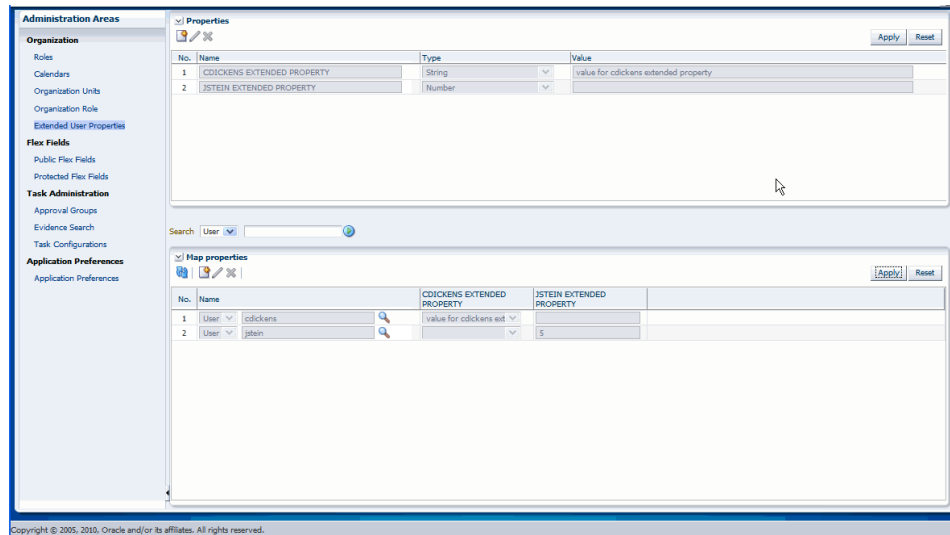 Administration Areas
Organization
Roles
Calendars
Organization Units
Organization Role
Extended User Properties
Flex Fields
Public Flex Fields
Protected Flex Fields
Task Administration
Approval Groups
Evidence Search
Task Configurations
Application Preferences
Application Preferences
Properties
Apply Reset
No. Name Type Value
1 CDICKENS EXTENDED PROPERTY String value for cdickens extended property
2 JSTEIN EXTENDED PROPERTY Number
Search User
Map properties
Apply Reset
No. Name CDICKENS EXTENDED PROPERTY JSTEIN EXTENDED PROPERTY
1 User cdickens value for cdickens ext
2 User jstein 5
Copyright © 2005, 2010, Oracle and/or its affiliates. All rights reserved.